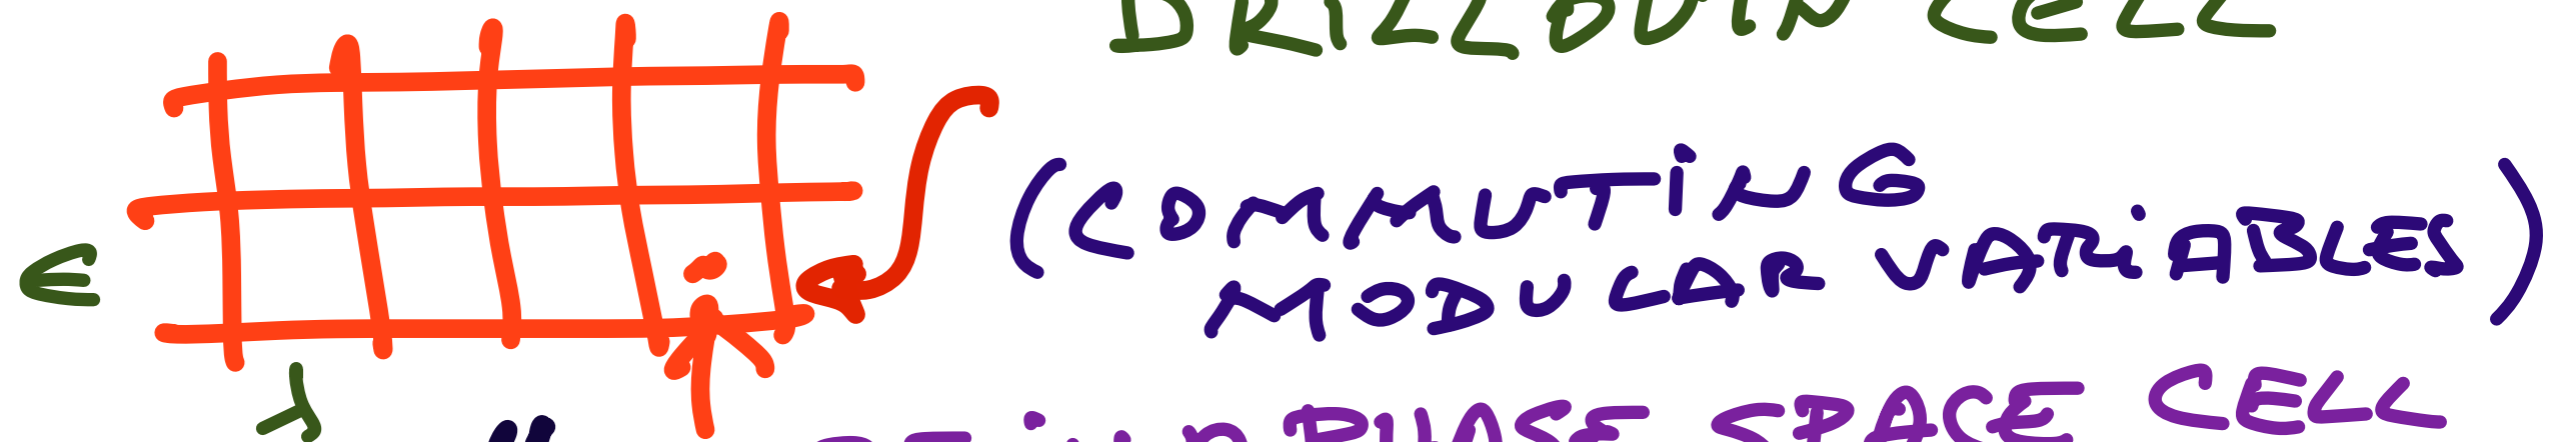 BRILLOUIN CELL
(COMMUTING
MODULAR VARIABLES)
ε
λ
PHASE SPACE CELL